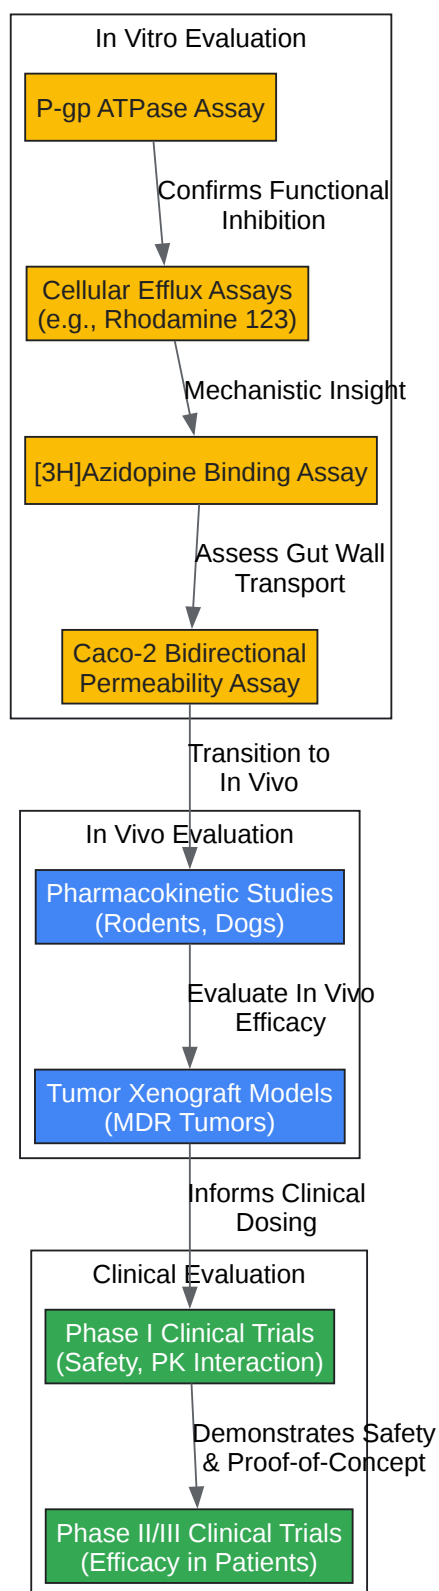 In Vitro Evaluation
P-gp ATPase Assay
Confirms Functional
Inhibition
Cellular Efflux Assays
(e.g., Rhodamine 123)
Mechanistic Insight
[3H]Azidopine Binding Assay
Assess Gut Wall
Transport
Caco-2 Bidirectional
Permeability Assay
Transition to
In Vivo
In Vivo Evaluation
Pharmacokinetic Studies
(Rodents, Dogs)
Evaluate In Vivo
Efficacy
Tumor Xenograft Models
(MDR Tumors)
Informs Clinical
Dosing
Clinical Evaluation
Phase I Clinical Trials
(Safety, PK Interaction)
Demonstrates Safety
& Proof-of-Concept
Phase II/III Clinical Trials
(Efficacy in Patients)